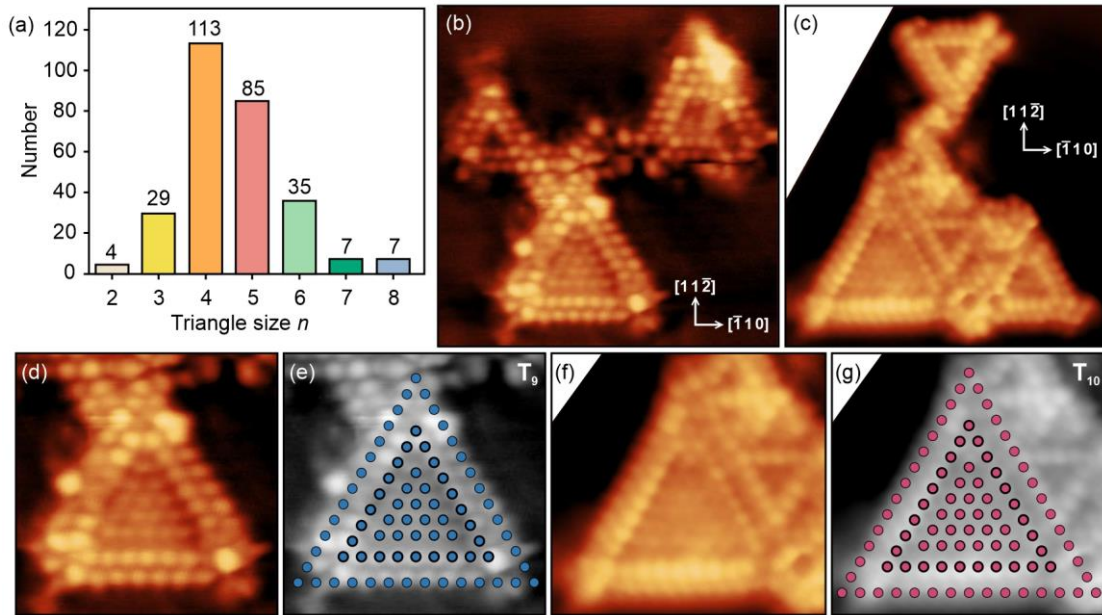 (a)
120
100
80
60
40
20
0
Number
4
29
113
85
35
7
7
2 3 4 5 6 7 8
Triangle size n
(b)
[112̅]
[1̅10]
(c)
[112̅]
[1̅10]
(d)
(e)
T₉
(f)
(g)
T₁₀